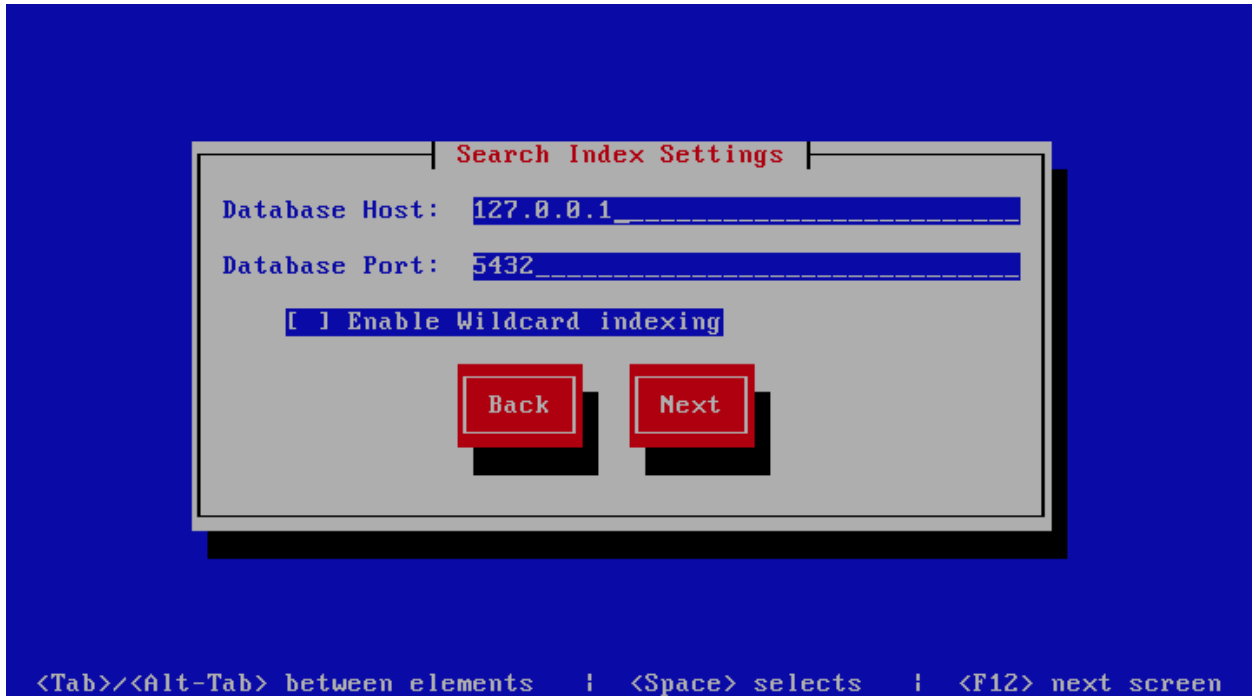 Search Index Settings
Database Host: 127.0.0.1_________________________
Database Port: 5432_______________________________
[ ] Enable Wildcard indexing
Back Next
<Tab>/<Alt-Tab> between elements | <Space> selects | <F12> next screen